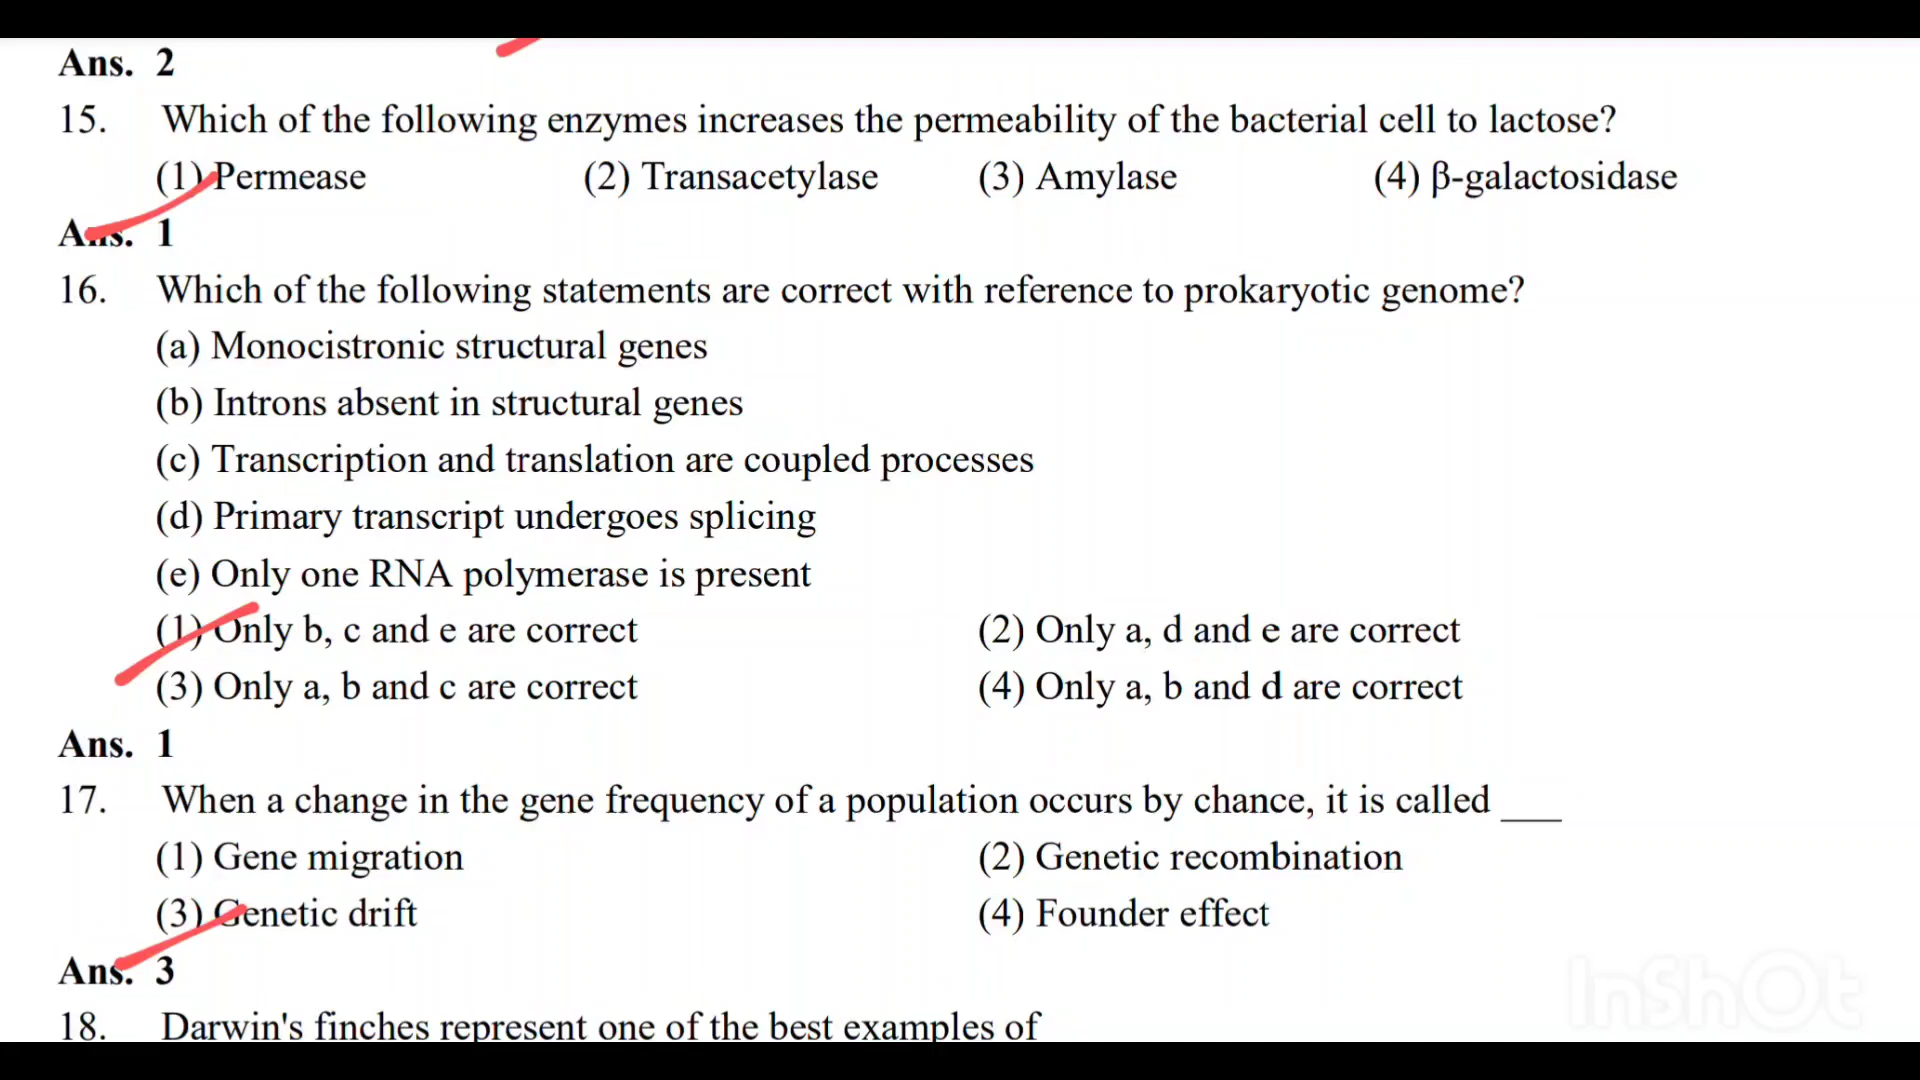 Ans. 2
15. Which of the following enzymes increases the permeability of the bacterial cell to lactose?
(1) Permease (2) Transacetylase (3) Amylase (4) β-galactosidase
Ans. 1
16. Which of the following statements are correct with reference to prokaryotic genome?
(a) Monocistronic structural genes
(b) Introns absent in structural genes
(c) Transcription and translation are coupled processes
(d) Primary transcript undergoes splicing
(e) Only one RNA polymerase is present
(1) Only b, c and e are correct (2) Only a, d and e are correct
(3) Only a, b and c are correct (4) Only a, b and d are correct
Ans. 1
17. When a change in the gene frequency of a population occurs by chance, it is called ___
(1) Gene migration (2) Genetic recombination
(3) Genetic drift (4) Founder effect
Ans. 3
18. Darwin's finches represent one of the best examples of
InShOt